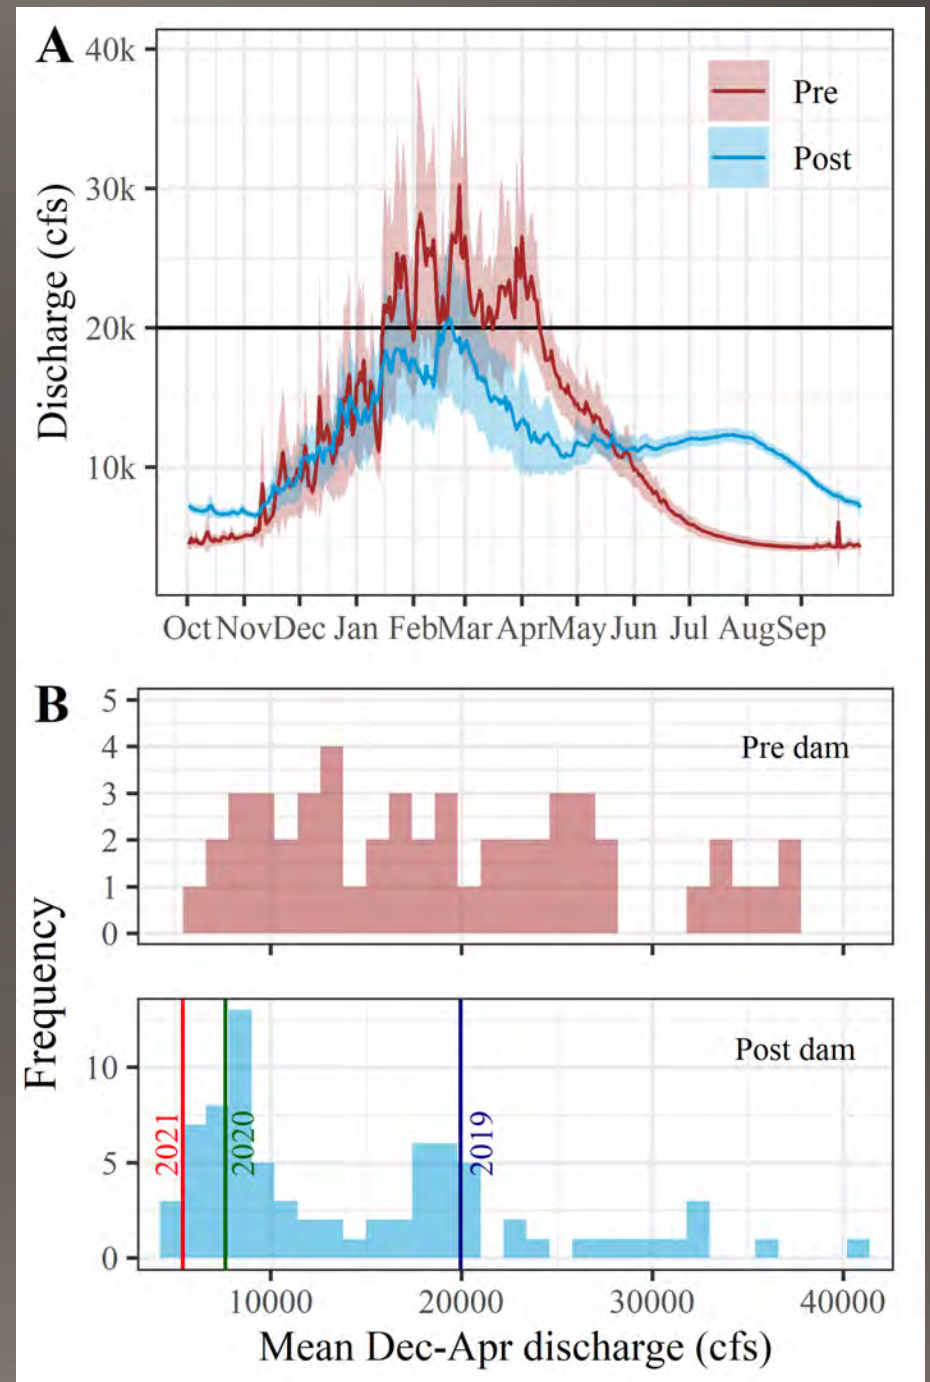 A
40k
30k
20k
10k
Discharge (cfs)
Pre
Post
Oct Nov Dec Jan Feb Mar Apr May Jun Jul Aug Sep
B
5
4
3
2
1
0
Pre dam
Frequency
10
5
0
Post dam
2021
2020
2019
10000 20000 30000 40000
Mean Dec-Apr discharge (cfs)